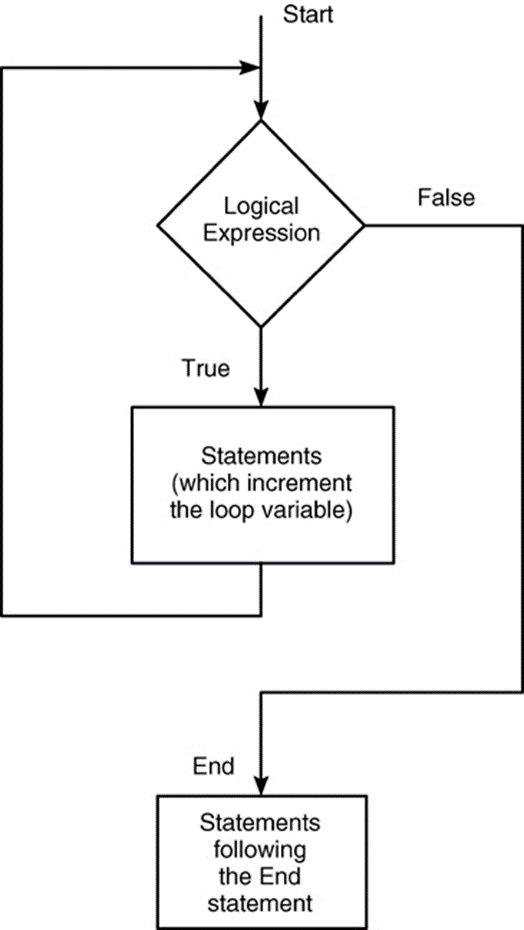 Start
Logical
Expression
False
True
Statements
(which increment
the loop variable)
End
Statements
following
the End
statement